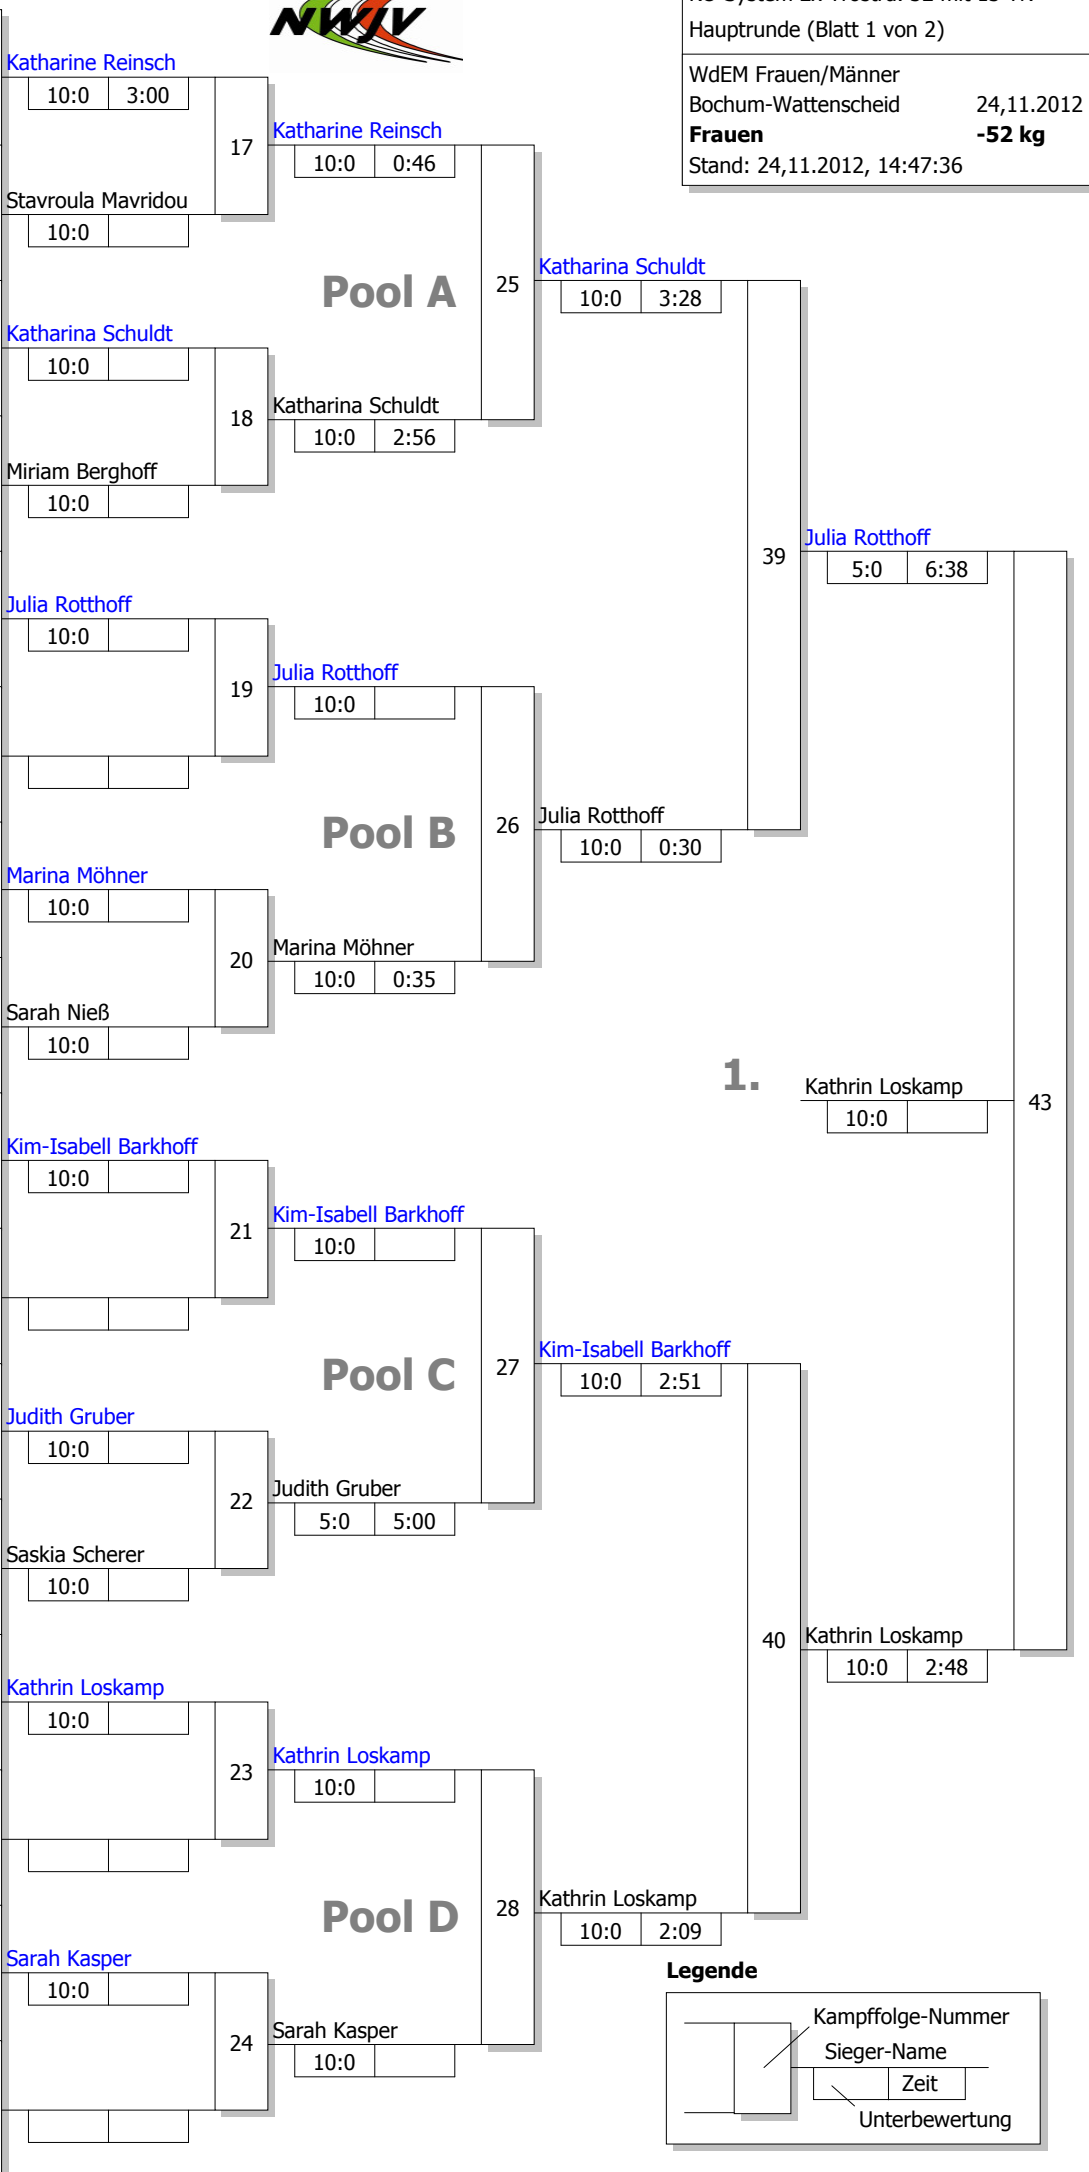 NWJV
Hauptrunde (Blatt 1 von 2)
WdEM Frauen/Männer
Bochum-Wattenscheid 24,11.2012
Frauen -52 kg
Stand: 24,11.2012, 14:47:36
Katharine Reinsch
10:0 3:00
17
Katharine Reinsch
10:0 0:46
Stavroula Mavridou
10:0
Pool A
25
Katharina Schuldt
10:0 3:28
Katharina Schuldt
10:0
18
Katharina Schuldt
10:0 2:56
Miriam Berghoff
10:0
39
Julia Rotthoff
5:0 6:38
Julia Rotthoff
10:0
19
Julia Rotthoff
10:0
Pool B
26
Julia Rotthoff
10:0 0:30
Marina Möhner
10:0
20
Marina Möhner
10:0 0:35
Sarah Nieß
10:0
1.
Kathrin Loskamp
10:0
43
Kim-Isabell Barkhoff
10:0
21
Kim-Isabell Barkhoff
10:0
Pool C
27
Kim-Isabell Barkhoff
10:0 2:51
Judith Gruber
10:0
22
Judith Gruber
5:0 5:00
Saskia Scherer
10:0
40
Kathrin Loskamp
10:0 2:48
Kathrin Loskamp
10:0
23
Kathrin Loskamp
10:0
Pool D
28
Kathrin Loskamp
10:0 2:09
Sarah Kasper
10:0
24
Sarah Kasper
10:0
Legende
Kampffolge-Nummer
Sieger-Name
Zeit
Unterbewertung